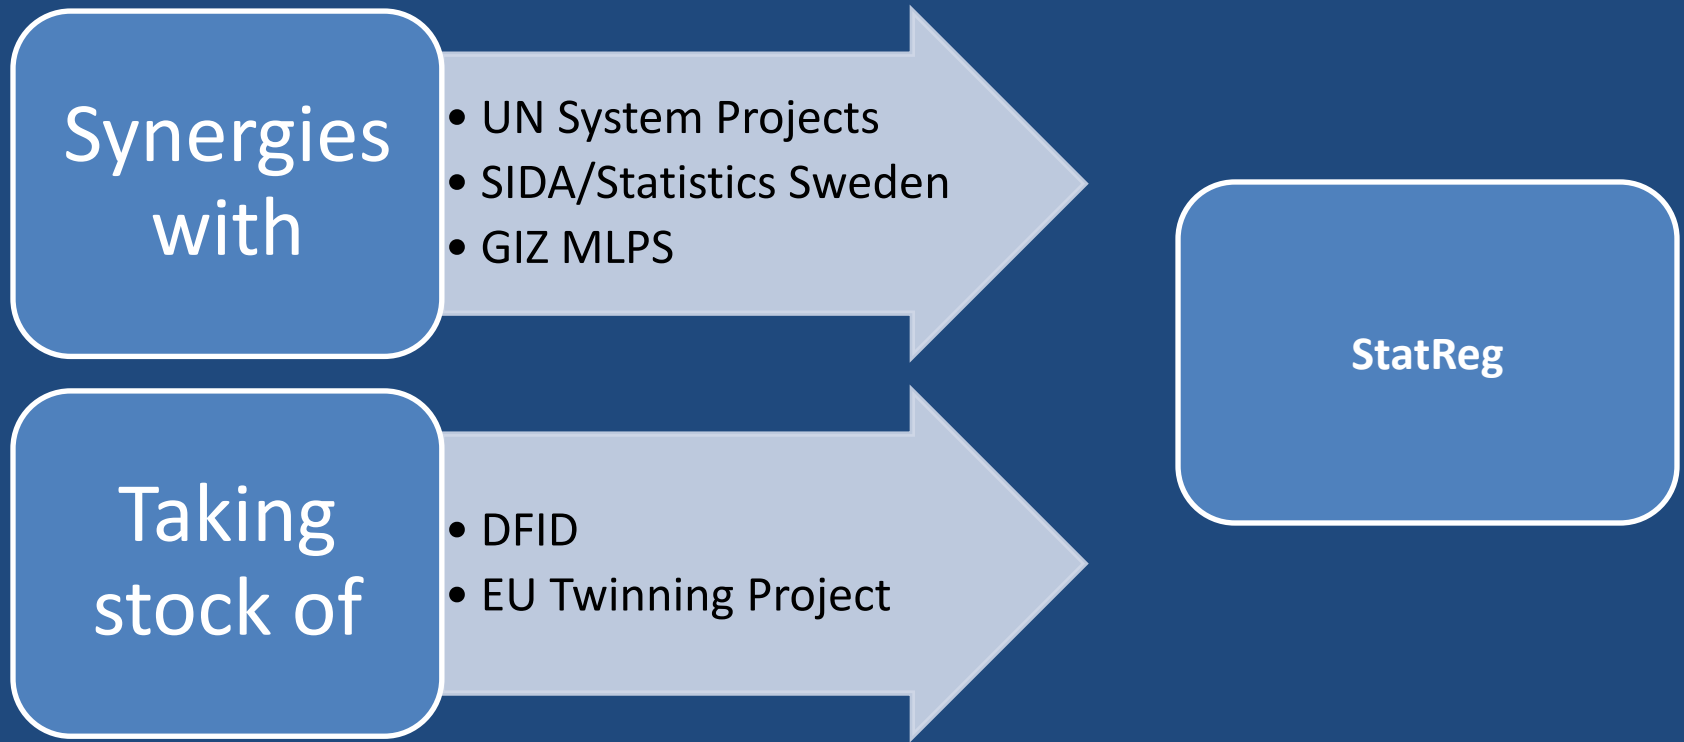 Synergies
with
• UN System Projects
• SIDA/Statistics Sweden
• GIZ MLPS
StatReg
Taking
stock of
• DFID
• EU Twinning Project